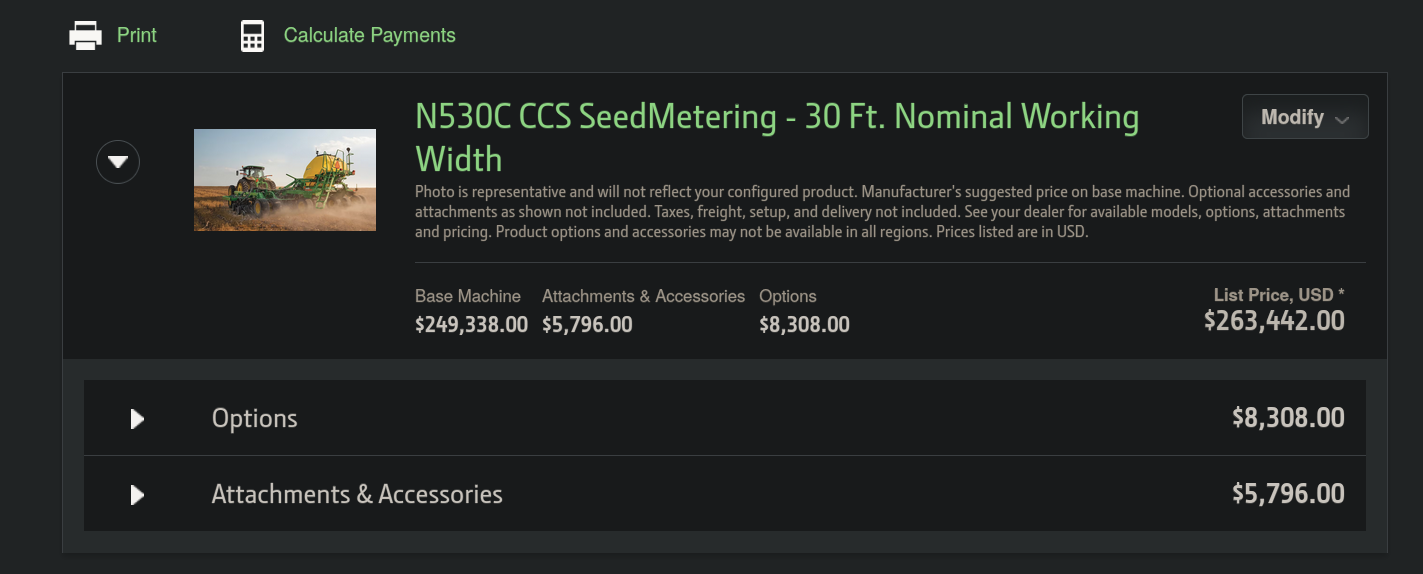 Print
Calculate Payments
N530C CCS SeedMetering - 30 Ft. Nominal Working
Width
Modify
Photo is representative and will not reflect your configured product. Manufacturer's suggested price on base machine. Optional accessories and
attachments as shown not included. Taxes, freight, setup, and delivery not included. See your dealer for available models, options, attachments
and pricing. Product options and accessories may not be available in all regions. Prices listed are in USD.
Base Machine
$249,338.00
Attachments & Accessories
$5,796.00
Options
$8,308.00
List Price, USD *
$263,442.00
Options
$8,308.00
Attachments & Accessories
$5,796.00